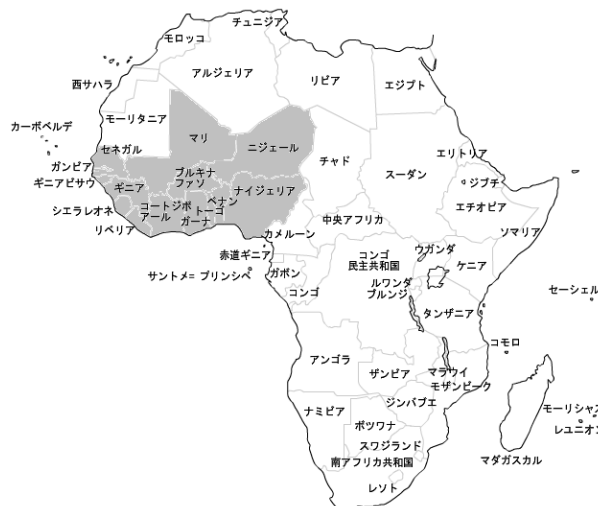 チュニジア
モロッコ
アルジェリア
リビア
エジプト
西サハラ
モーリタニア
カーボベルデ
マリ
ニジェール
セネガル
チャド
スーダン
エリトリア
ガンビア
ギニアビサウ
ギニア
ブルキナ
ファソ
ナイジェリア
ジブチ
エチオピア
シエラレオネ
コートジボ
アール
ベナン
トーゴ
ガーナ
リベリア
中央アフリカ
カメルーン
ソマリア
赤道ギニア
サントメ= プリンシペ
ガボン
コンゴ
コンゴ
民主共和国
ウガンダ
ケニア
ルワンダ
ブルンジ
タンザニア
セーシェル
コモロ
アンゴラ
ザンビア
マラウイ
モザンビーク
ナミビア
ジンバブエ
ボツワナ
スワジランド
南アフリカ共和国
レソト
マダガスカル
モーリシャス
レユニオン